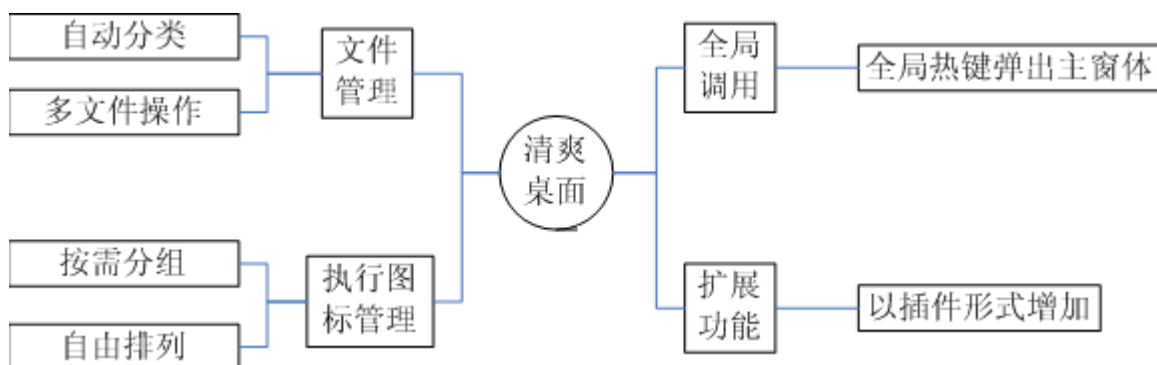 自动分类
多文件操作
文件
管理
按需分组
自由排列
执行图
标管理
清爽
桌面
全局
调用
全局热键弹出主窗体
扩展
功能
以插件形式增加